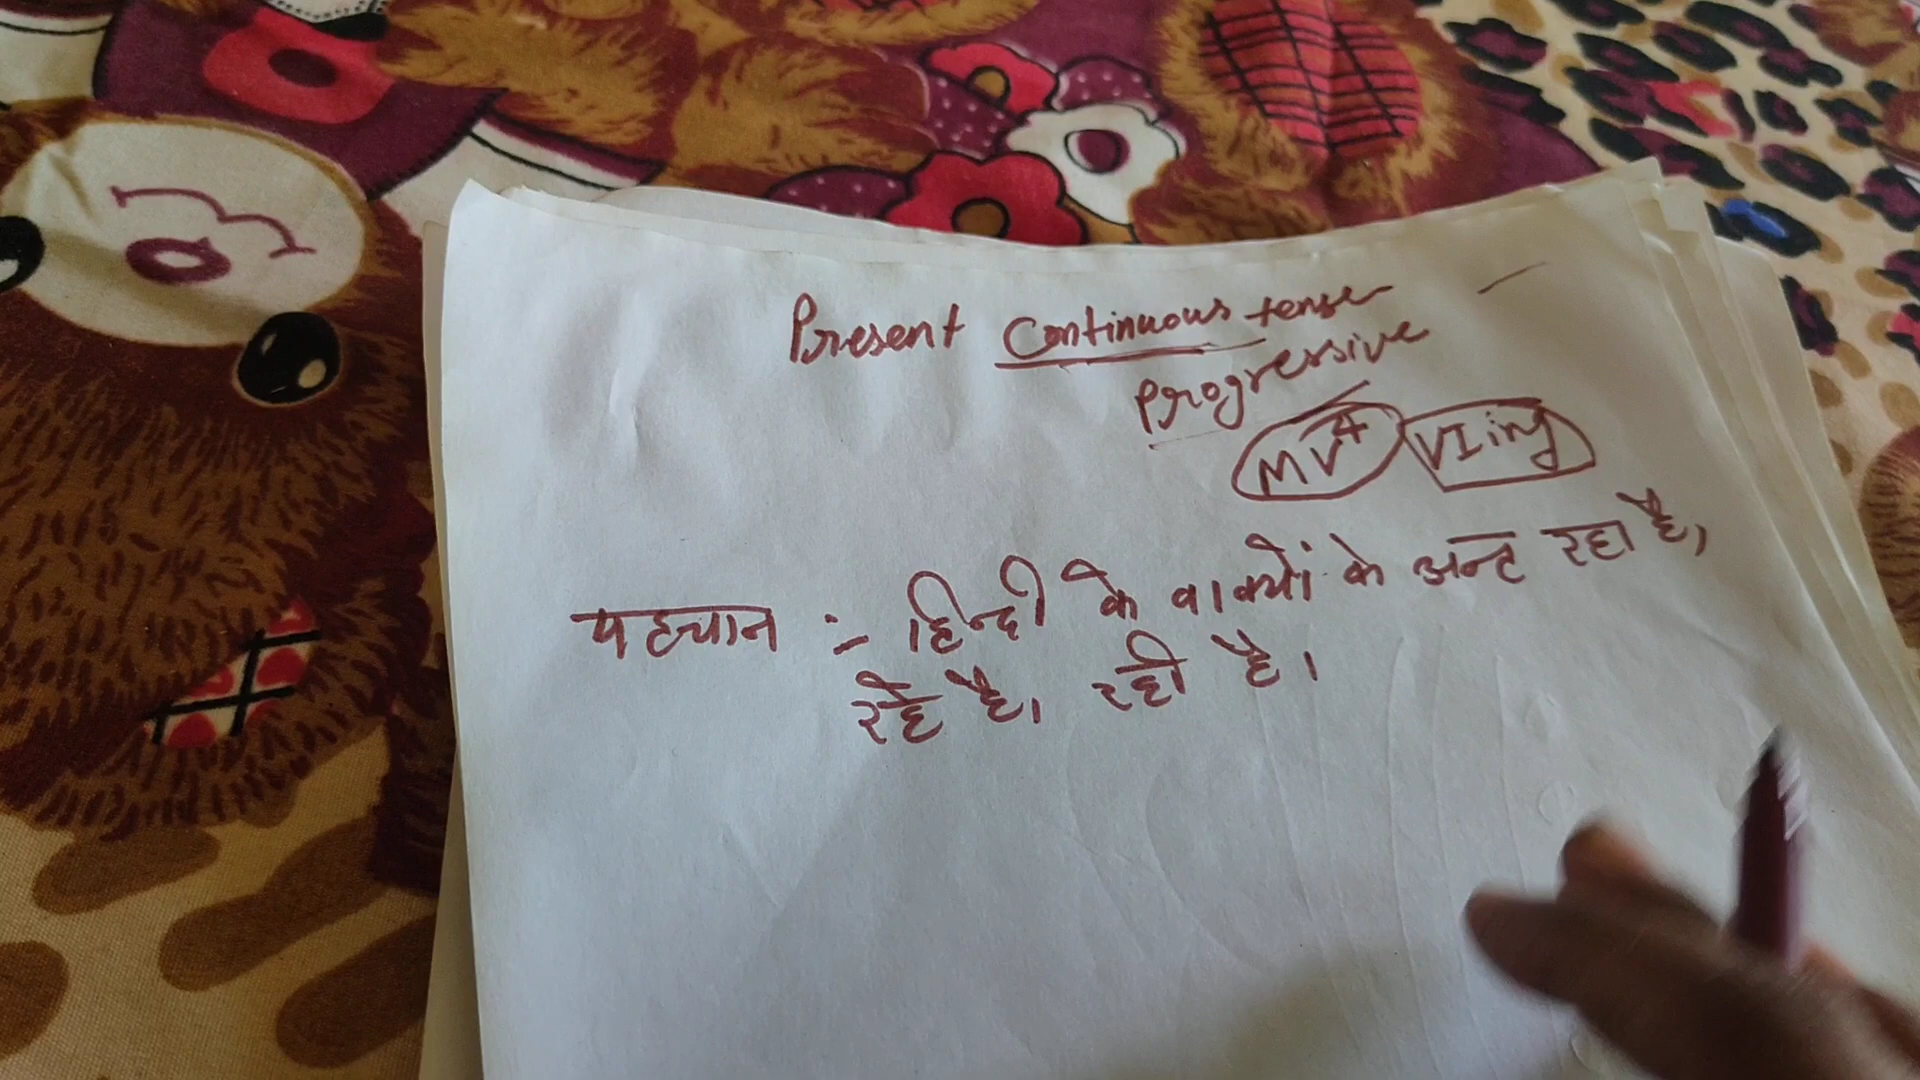 Present Continuous tense
Progressive
MV4 VIing
पहचान :- हिन्दी के वाक्यों के अन्त रहा है,
रहे है, रही है।